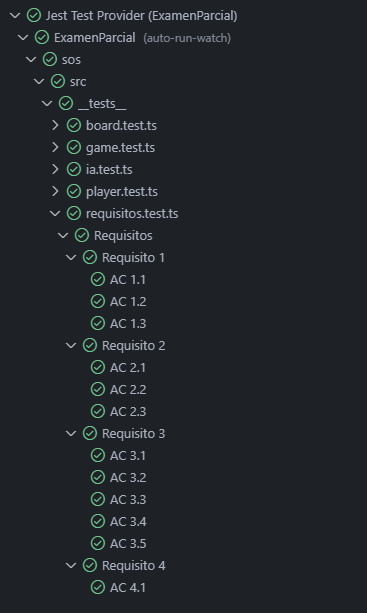 Jest Test Provider (ExamenParcial)
ExamenParcial (auto-run-watch)
sos
src
__tests__
board.test.ts
game.test.ts
ia.test.ts
player.test.ts
requisitos.test.ts
Requisitos
Requisito 1
AC 1.1
AC 1.2
AC 1.3
Requisito 2
AC 2.1
AC 2.2
AC 2.3
Requisito 3
AC 3.1
AC 3.2
AC 3.3
AC 3.4
AC 3.5
Requisito 4
AC 4.1